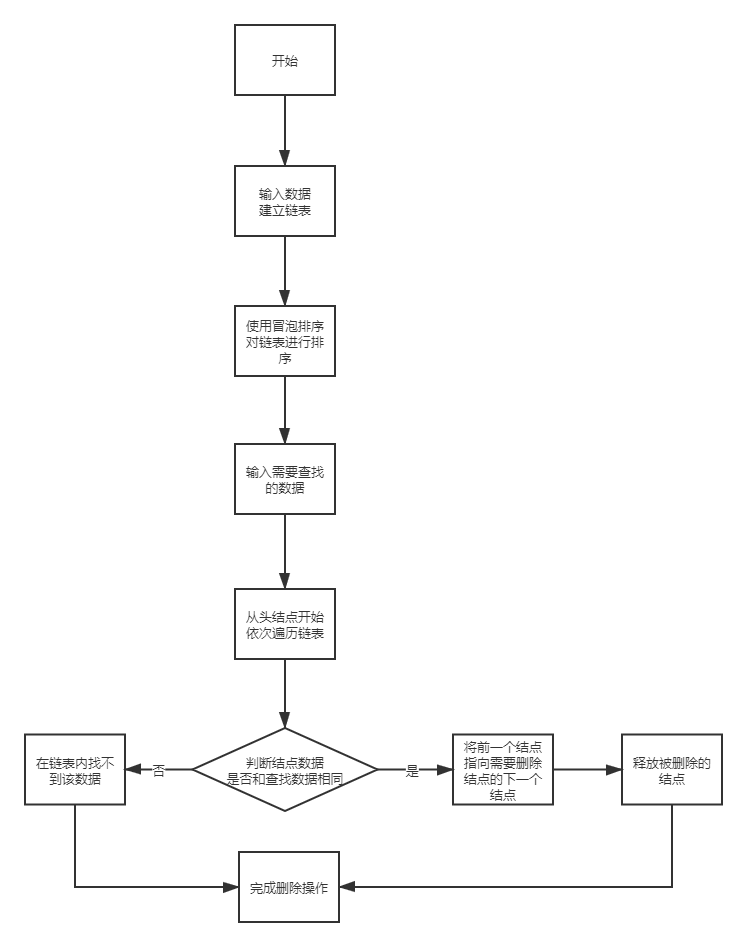 开始
输入数据
建立链表
使用冒泡排序
对链表进行排
序
输入需要查找
的数据
从头结点开始
依次遍历链表
在链表内找不
到该数据
否
判断结点数据
是否和查找数据相同
是
将前一个结点
指向需要删除
结点的下一个
结点
释放被删除的
结点
完成删除操作